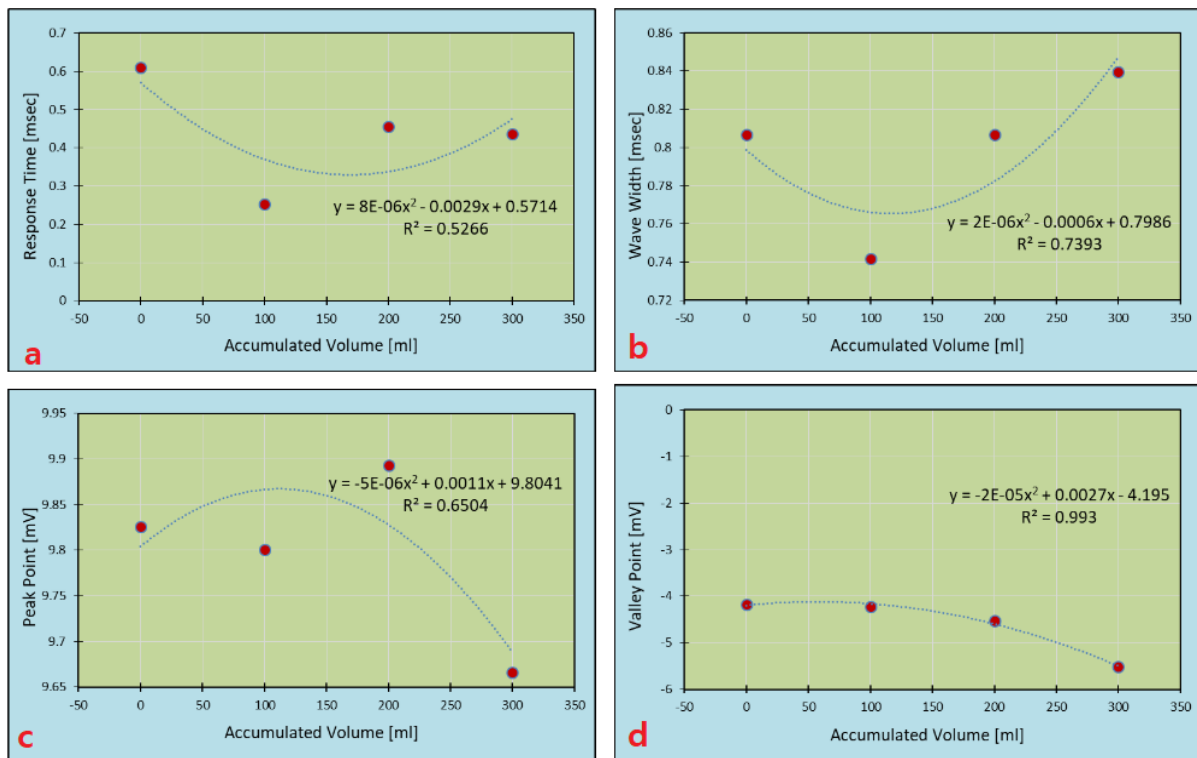 0.7
0.6
0.5
0.4
0.3
0.2
0.1
0
Response Time [msec]
y = 8E-06x² - 0.0029x + 0.5714
R² = 0.5266
-50 0 50 100 150 200 250 300 350
Accumulated Volume [ml]
a
0.86
0.84
0.82
0.8
0.78
0.76
0.74
0.72
Wave Width [msec]
y = 2E-06x² - 0.0006x + 0.7986
R² = 0.7393
-50 0 50 100 150 200 250 300 350
Accumulated Volume [ml]
b
9.95
9.9
9.85
9.8
9.75
9.7
9.65
Peak Point [mV]
y = -5E-06x² + 0.0011x + 9.8041
R² = 0.6504
-50 0 50 100 150 200 250 300 350
Accumulated Volume [ml]
c
0
-1
-2
-3
-4
-5
-6
Valley Point [mV]
y = -2E-05x² + 0.0027x - 4.195
R² = 0.993
-50 0 50 100 150 200 250 300 350
Accumulated Volume [ml]
d